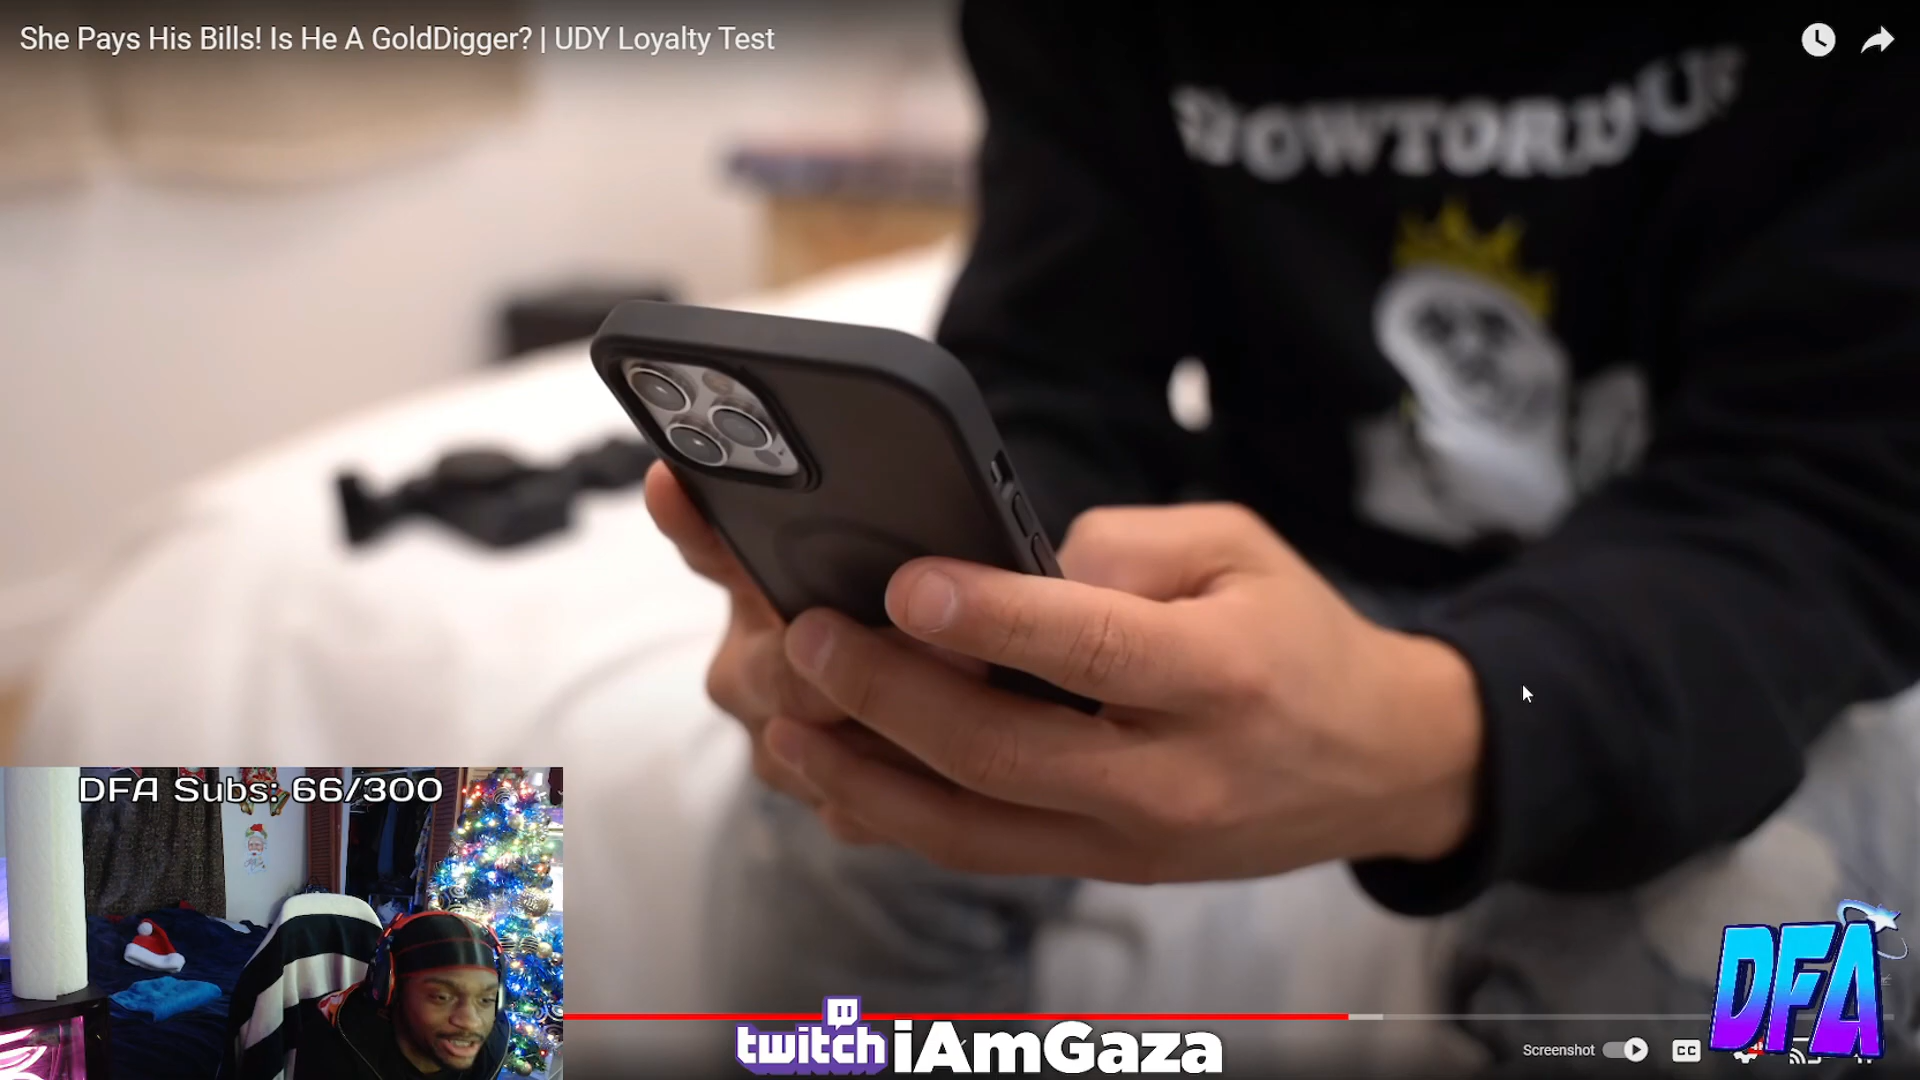 She Pays His Bills! Is He A GoldDigger? | UDY Loyalty Test
DFA Subs: 66/300
DFA
twitch iAmGaza
Screenshot
CC